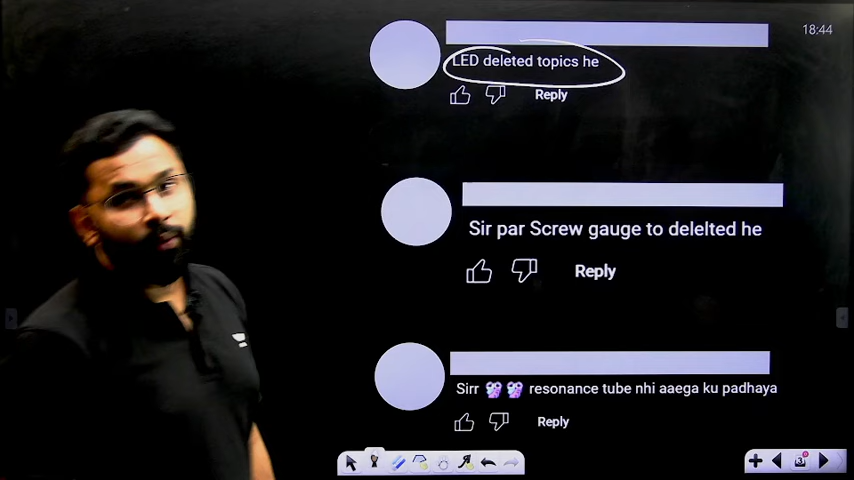 18:44
LED deleted topics he
Reply
Sir par Screw gauge to delelted he
Reply
Sirr resonance tube nhi aaega ku padhaya
Reply